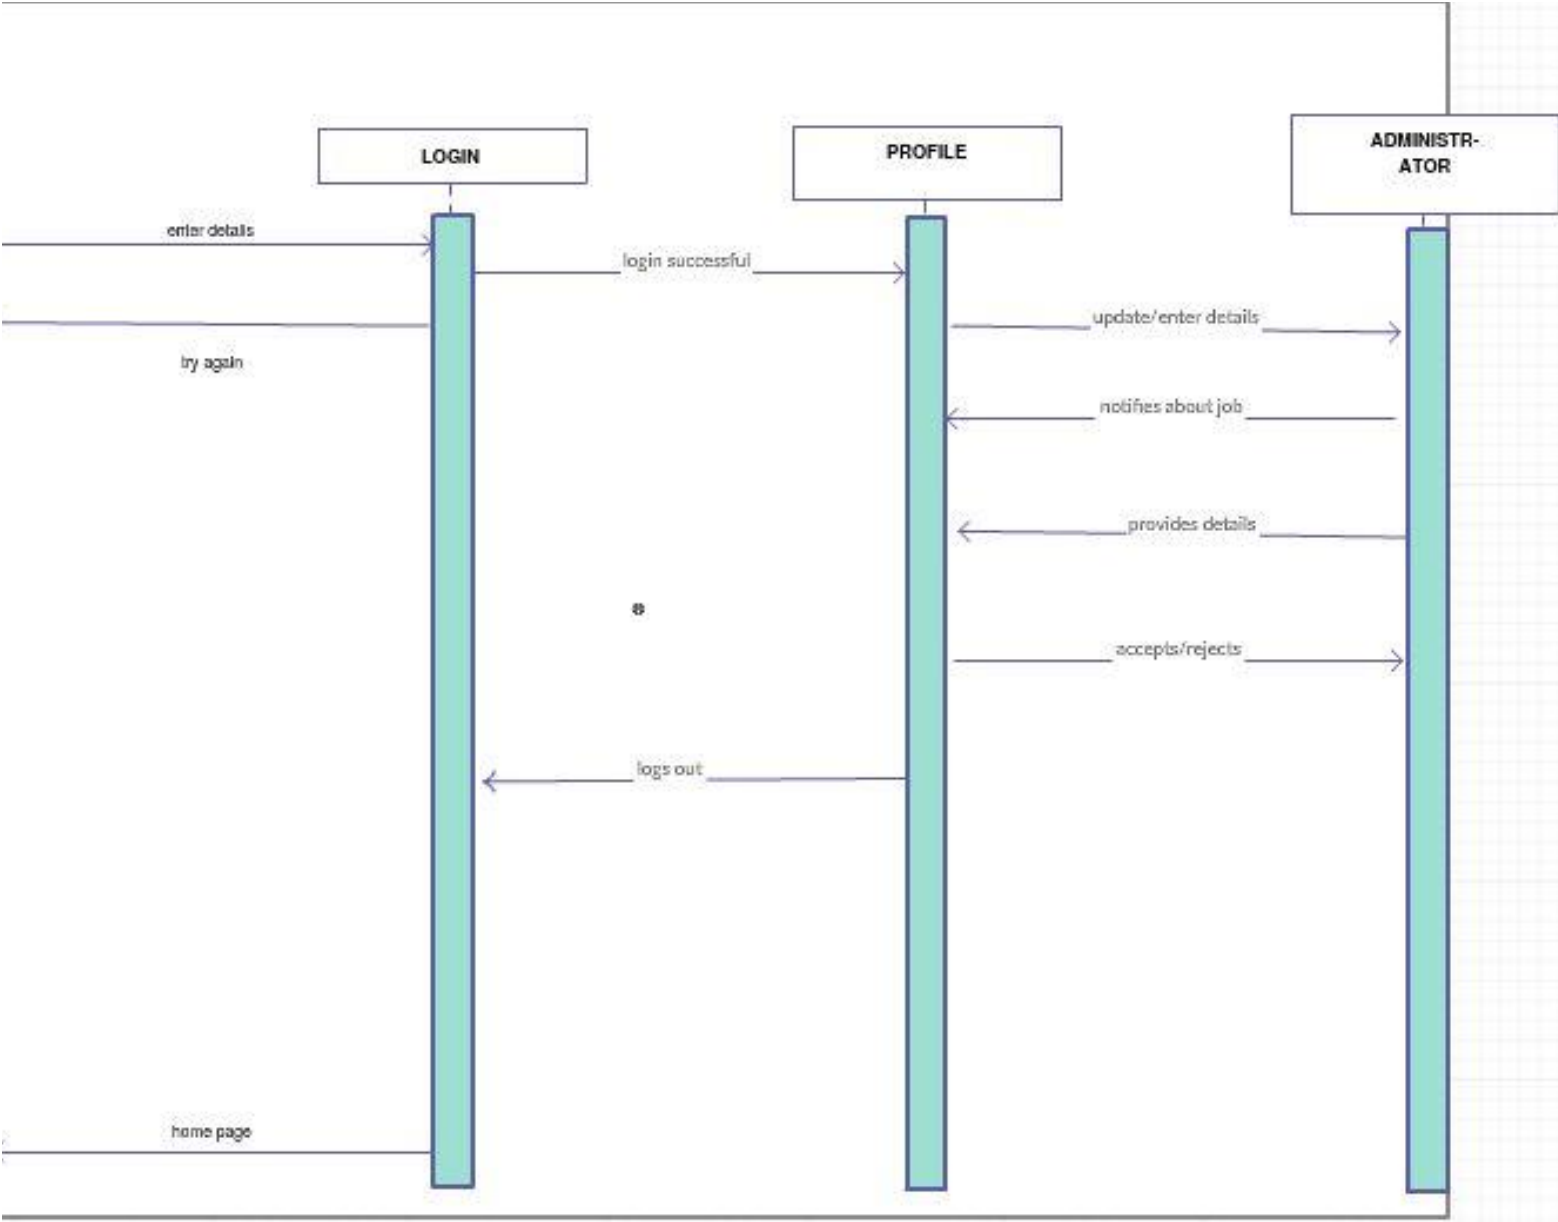 LOGIN
PROFILE
ADMINISTR-
ATOR
enter details
login successful
update/enter details
try again
notifies about job
provides details
accepts/rejects
logs out
home page